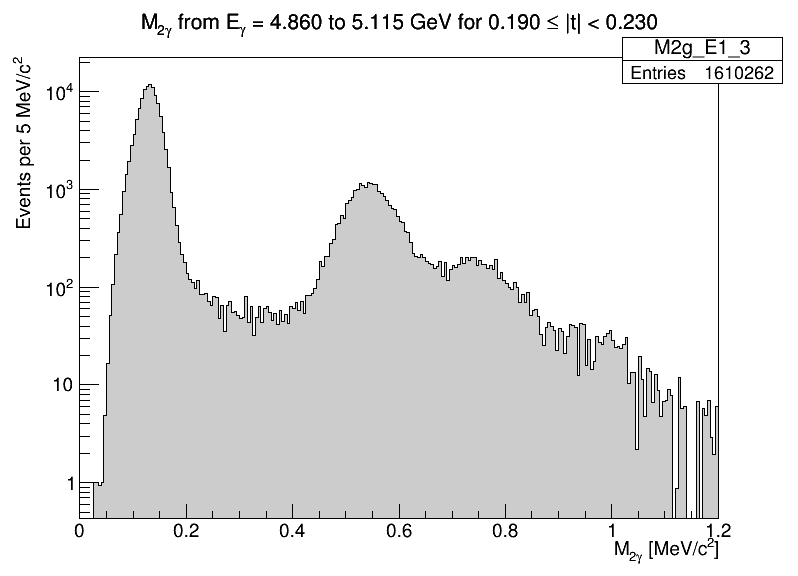 M2γ from Eγ = 4.860 to 5.115 GeV for 0.190 ≤ |t| < 0.230
M2g_E1_3
Entries 1610262
Events per 5 MeV/c²
10⁴
10³
10²
10
1
0 0.2 0.4 0.6 0.8 1 1.2
M2γ [MeV/c²]